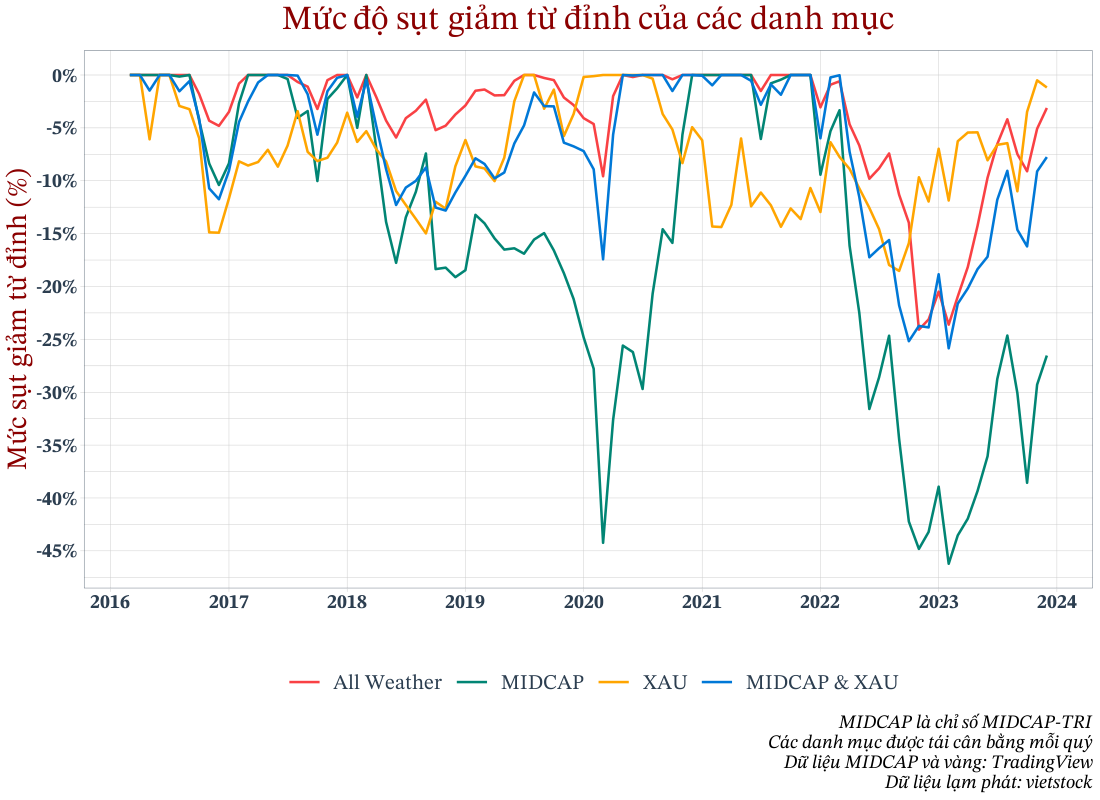 Mức độ sụt giảm từ đỉnh của các danh mục
Mức sụt giảm từ đỉnh (%)
0%
-5%
-10%
-15%
-20%
-25%
-30%
-35%
-40%
-45%
2016 2017 2018 2019 2020 2021 2022 2023 2024
All Weather MIDCAP XAU MIDCAP & XAU
MIDCAP là chỉ số MIDCAP-TRI
Các danh mục được tái cân bằng mỗi quý
Dữ liệu MIDCAP và vàng: TradingView
Dữ liệu lạm phát: vietstock